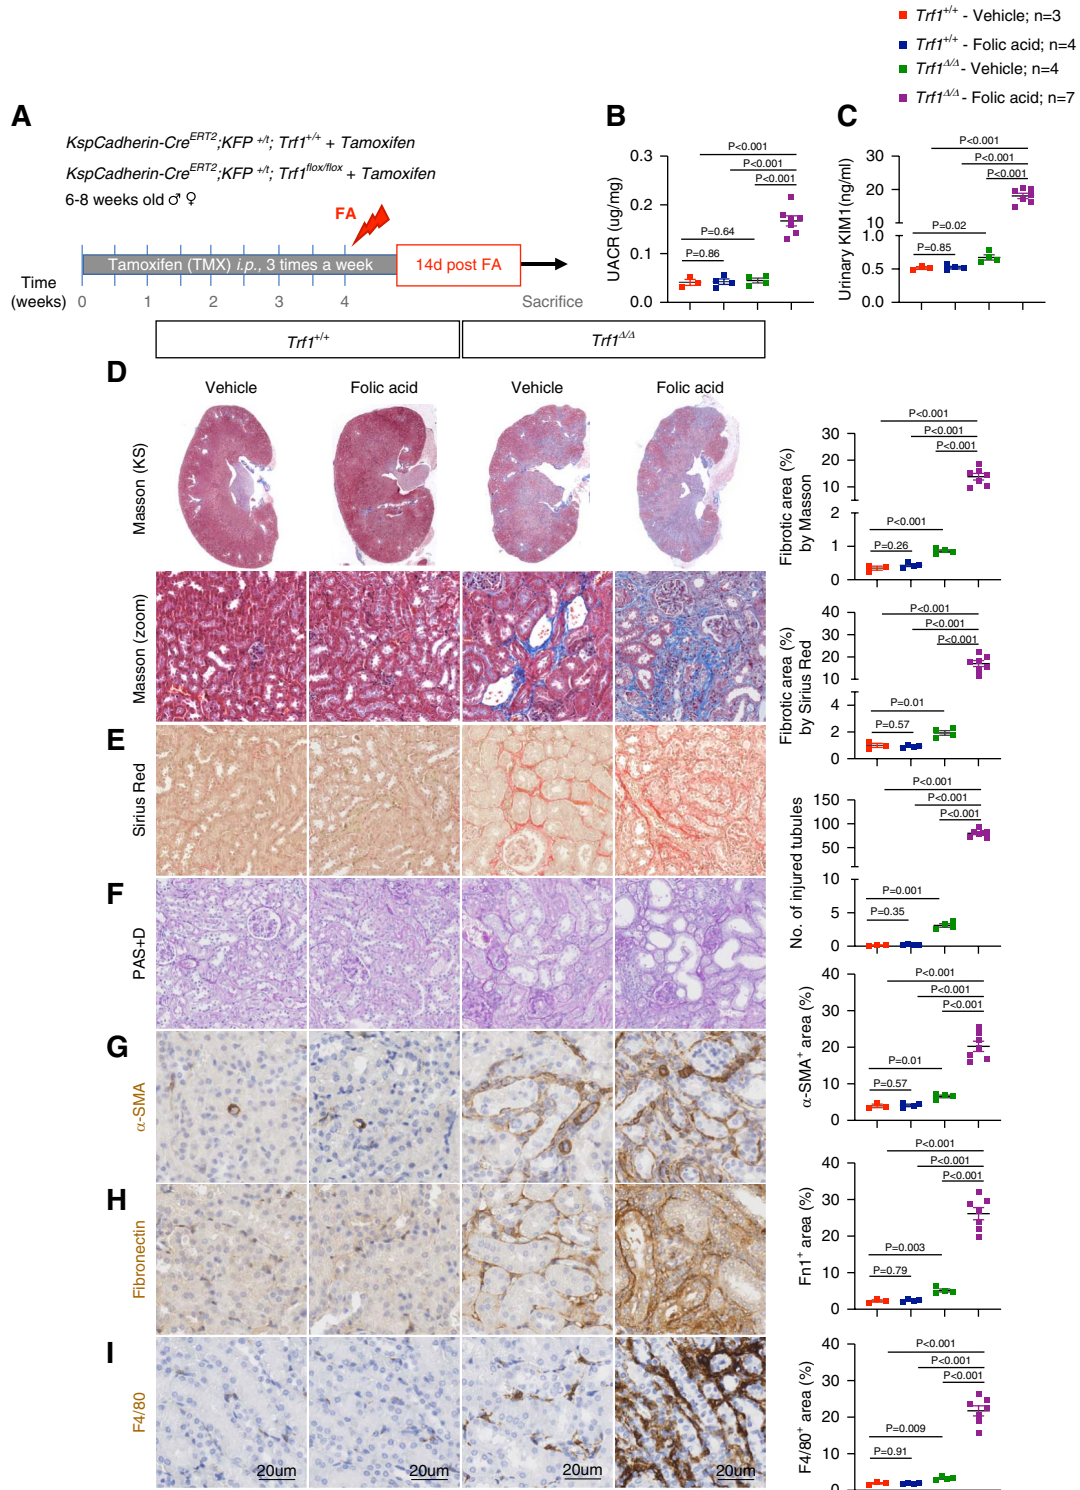 Trf1+/+ - Vehicle; n=3
Trf1+/+ - Folic acid; n=4
Trf1Δ/Δ - Vehicle; n=4
Trf1Δ/Δ - Folic acid; n=7
A
KspCadherin-CreERT2;KFP +/t; Trf1+/+ + Tamoxifen
KspCadherin-CreERT2;KFP +/t; Trf1flox/flox + Tamoxifen
6-8 weeks old ♂ ♀
FA
Tamoxifen (TMX) i.p., 3 times a week
14d post FA
Time
(weeks)
0 1 2 3 4
Sacrifice
B
UACR (ug/mg)
0.3
0.2
0.1
0.0
P<0.001
P<0.001
P<0.001
P=0.64
P=0.86
C
Urinary KIM1(ng/ml)
30
20
10
1.0
0.5
0.0
P<0.001
P<0.001
P<0.001
P=0.02
P=0.85
Trf1+/+
Trf1Δ/Δ
D
Vehicle
Folic acid
Vehicle
Folic acid
Masson (KS)
Masson (zoom)
Fibrotic area (%)
by Masson
30
20
10
2
1
0
P<0.001
P<0.001
P<0.001
P<0.001
P=0.26
E
Sirius Red
Fibrotic area (%)
by Sirius Red
40
30
20
10
4
2
0
P<0.001
P<0.001
P<0.001
P=0.01
P=0.57
F
PAS+D
No. of injured tubules
150
100
50
10
5
0
P<0.001
P<0.001
P<0.001
P=0.001
P=0.35
G
α-SMA
α-SMA+ area (%)
40
30
20
10
0
P<0.001
P<0.001
P<0.001
P=0.01
P=0.57
H
Fibronectin
Fn1+ area (%)
40
30
20
10
0
P<0.001
P<0.001
P<0.001
P=0.003
P=0.79
I
F4/80
20um
20um
20um
20um
F4/80+ area (%)
40
30
20
10
0
P<0.001
P<0.001
P<0.001
P=0.009
P=0.91